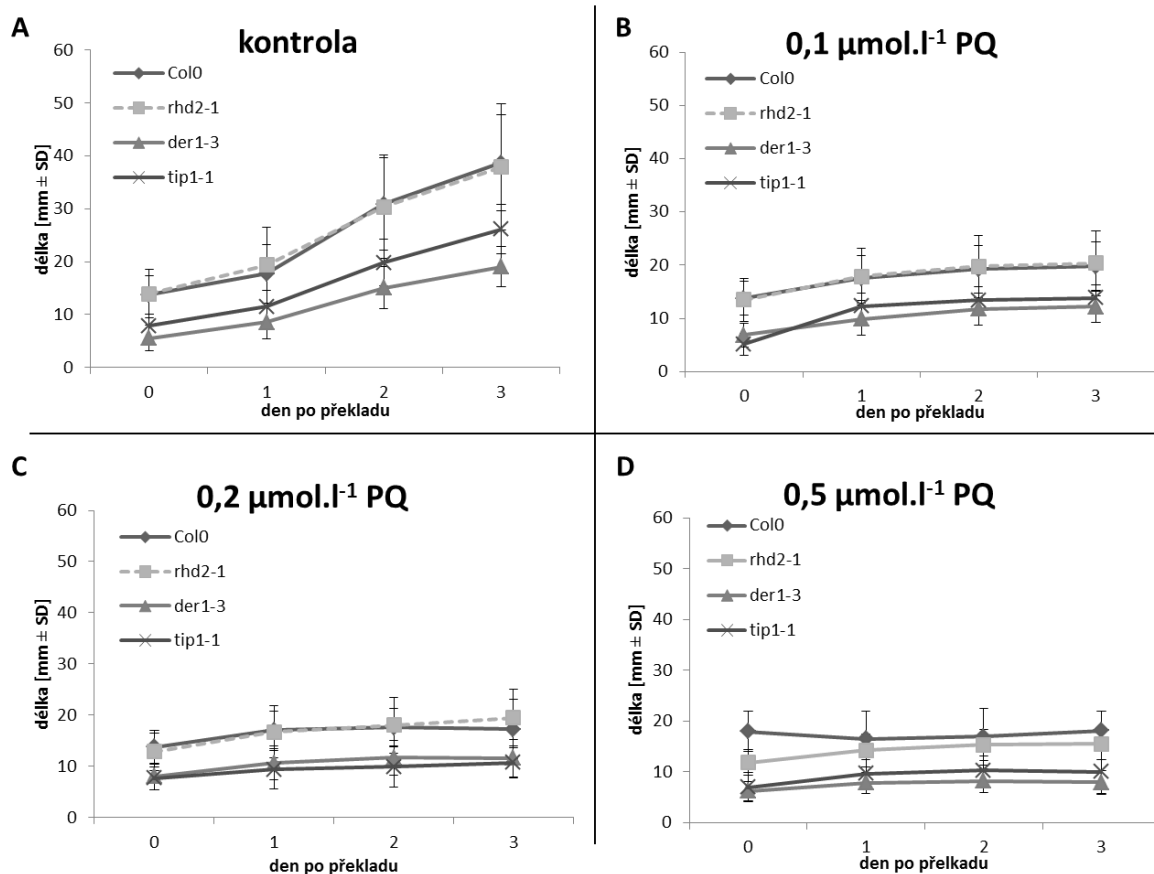 A
kontrola
60
50
40
30
20
10
0
délka [mm ± SD]
Col0
rhd2-1
der1-3
tip1-1
0 1 2 3
den po překladu
B
0,1 µmol.l⁻¹ PQ
60
50
40
30
20
10
0
délka [mm ± SD]
Col0
rhd2-1
der1-3
tip1-1
0 1 2 3
den po překladu
C
0,2 µmol.l⁻¹ PQ
60
50
40
30
20
10
0
délka [mm ± SD]
Col0
rhd2-1
der1-3
tip1-1
0 1 2 3
den po překladu
D
0,5 µmol.l⁻¹ PQ
60
50
40
30
20
10
0
délka [mm ± SD]
Col0
rhd2-1
der1-3
tip1-1
0 1 2 3
den po přelkadu